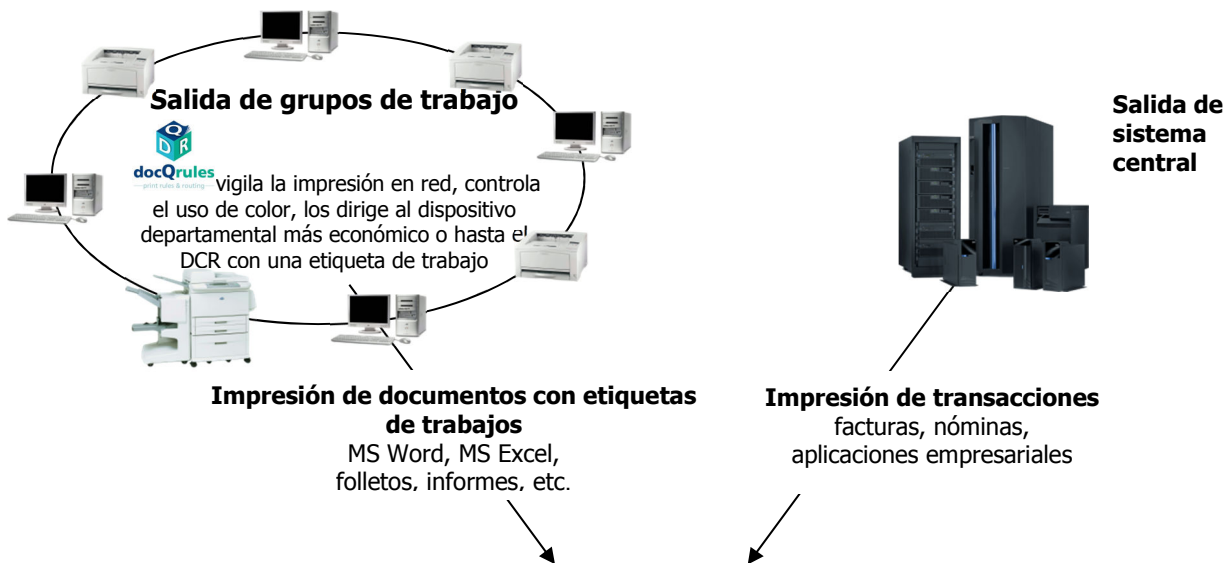 Salida de grupos de trabajo
Q
D R
docQrules
print rules & routing
vigila la impresión en red, controla
el uso de color, los dirige al dispositivo
departamental más económico o hasta el
DCR con una etiqueta de trabajo
Salida de
sistema
central
Impresión de documentos con etiquetas
de trabajos
MS Word, MS Excel,
folletos, informes, etc.
Impresión de transacciones
facturas, nóminas,
aplicaciones empresariales